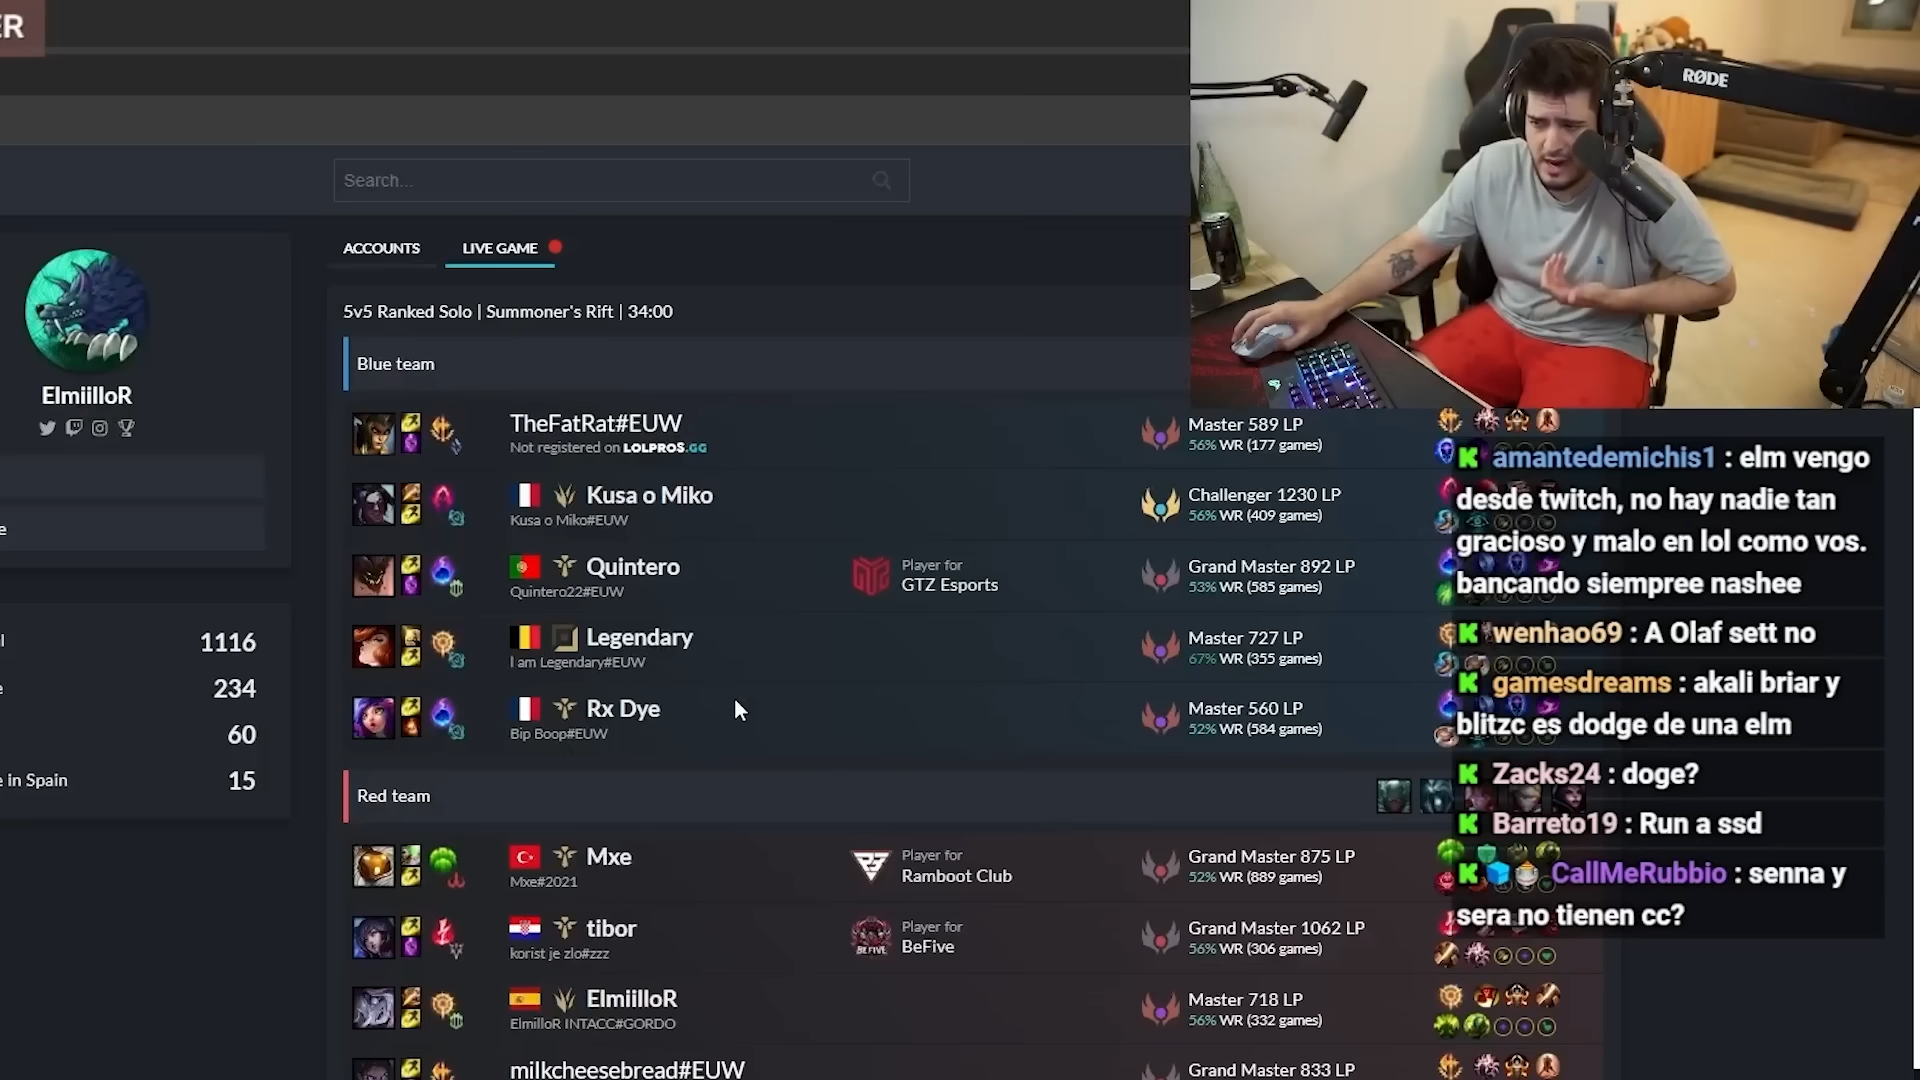 ER
RØDE
Search...
ElmiilloR
ACCOUNTS
LIVE GAME
5v5 Ranked Solo | Summoner's Rift | 34:00
Blue team
TheFatRat#EUW
Not registered on LOLPROS.GG
Master 589 LP
56% WR (177 games)
Kusa o Miko
Kusa o Miko#EUW
Challenger 1230 LP
56% WR (409 games)
Quintero
Quintero22#EUW
Player for
GTZ Esports
Grand Master 892 LP
53% WR (585 games)
Legendary
I am Legendary#EUW
Master 727 LP
67% WR (355 games)
Rx Dye
Bip Boop#EUW
Master 560 LP
52% WR (584 games)
1116
234
60
e in Spain
15
Red team
Mxe
Mxe#2021
Player for
Ramboot Club
Grand Master 875 LP
52% WR (889 games)
tibor
korist je zlo#zzz
BEFIVE
Player for
BeFive
Grand Master 1062 LP
56% WR (306 games)
ElmiilloR
ElmilloR INTACC#GORDO
Master 718 LP
56% WR (332 games)
milkcheesebread#EUW
Grand Master 833 LP
amantedemichis1 : elm vengo
desde twitch, no hay nadie tan
gracioso y malo en lol como vos.
bancando siempree nashee
wenhao69 : A Olaf sett no
gamesdreams : akali briar y
blitzc es dodge de una elm
Zacks24 : doge?
Barreto19 : Run a ssd
CallMeRubbio : senna y
sera no tienen cc?